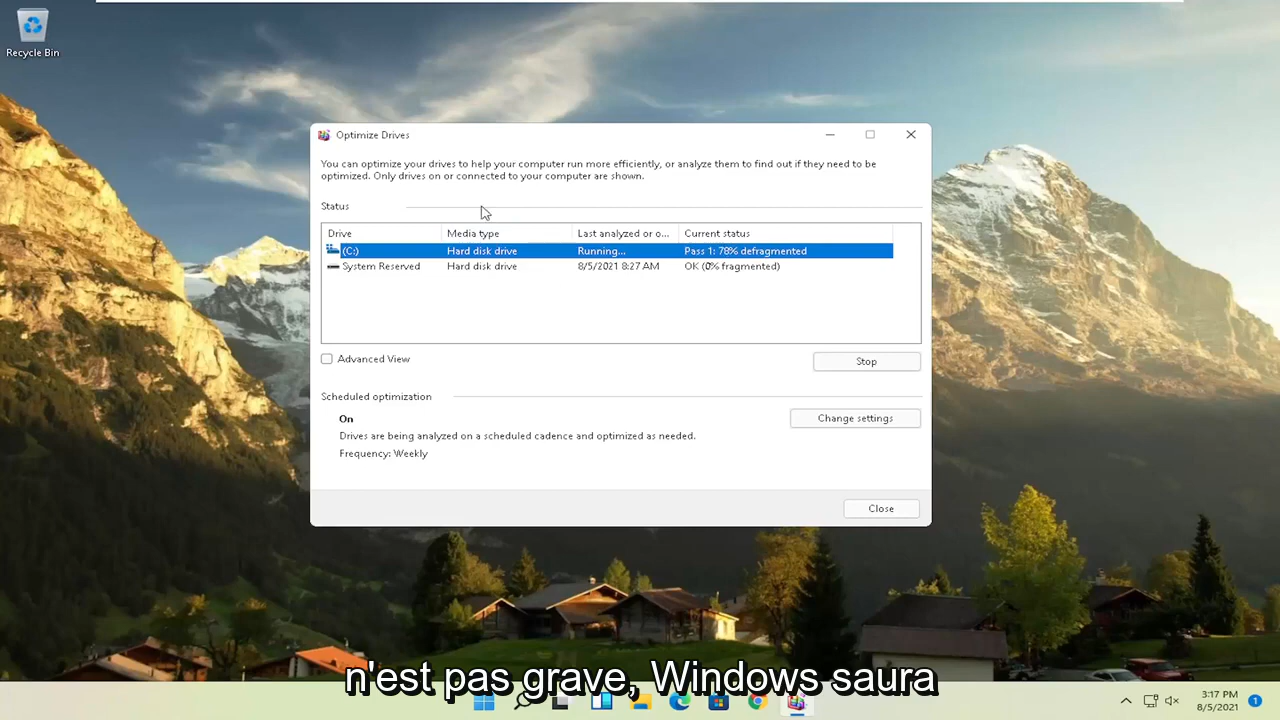 Recycle Bin
Optimize Drives
You can optimize your drives to help your computer run more efficiently, or analyze them to find out if they need to be
optimized. Only drives on or connected to your computer are shown.
Status
Drive Media type Last analyzed or o... Current status
(C:) Hard disk drive Running... Pass 1: 78% defragmented
System Reserved Hard disk drive 8/5/2021 8:27 AM OK (0% fragmented)
Advanced View
Stop
Scheduled optimization
On
Change settings
Drives are being analyzed on a scheduled cadence and optimized as needed.
Frequency: Weekly
Close
n'est pas grave, Windows saura
3:17 PM
8/5/2021
1